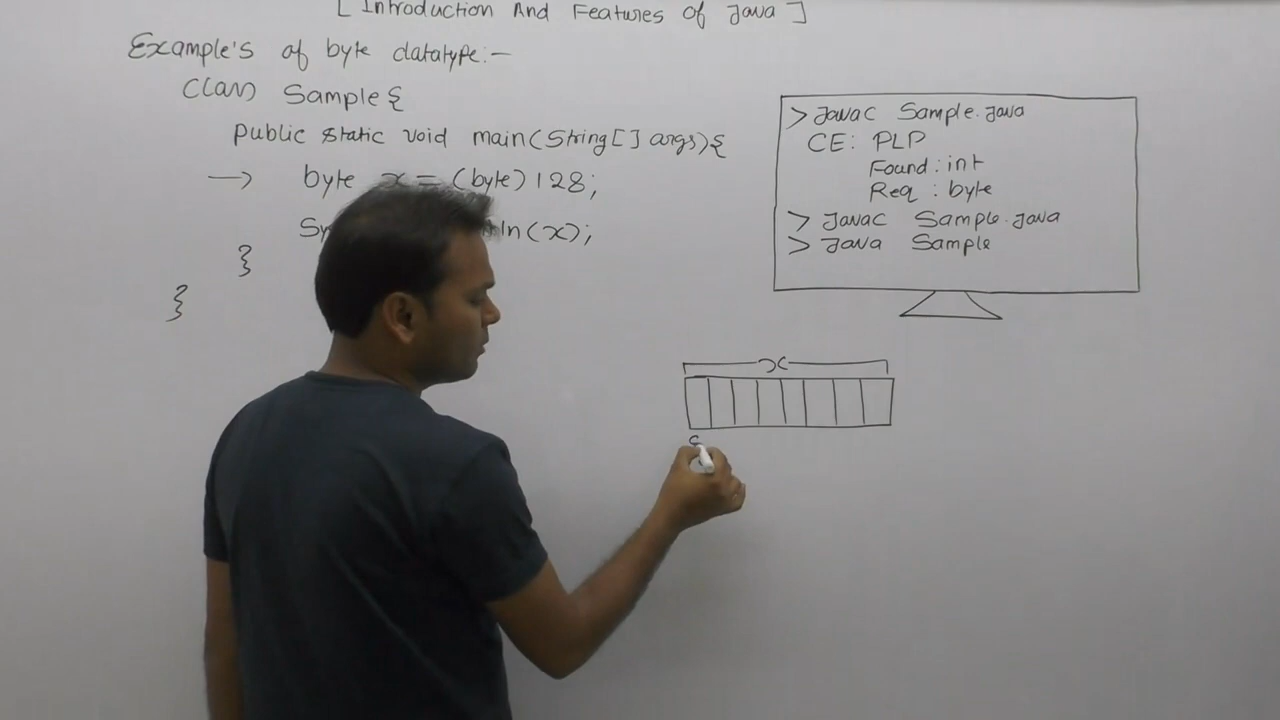 [ Introduction And Features Of Java ]
Example's of byte datatype:-
Class Sample {
public static void main(String[] args){
→ byte x = (byte) 128;
ln(x);
}
}
> Javac Sample.java
CE: PLP
Found : int
Req : byte
> Javac Sample.java
> Java Sample
x